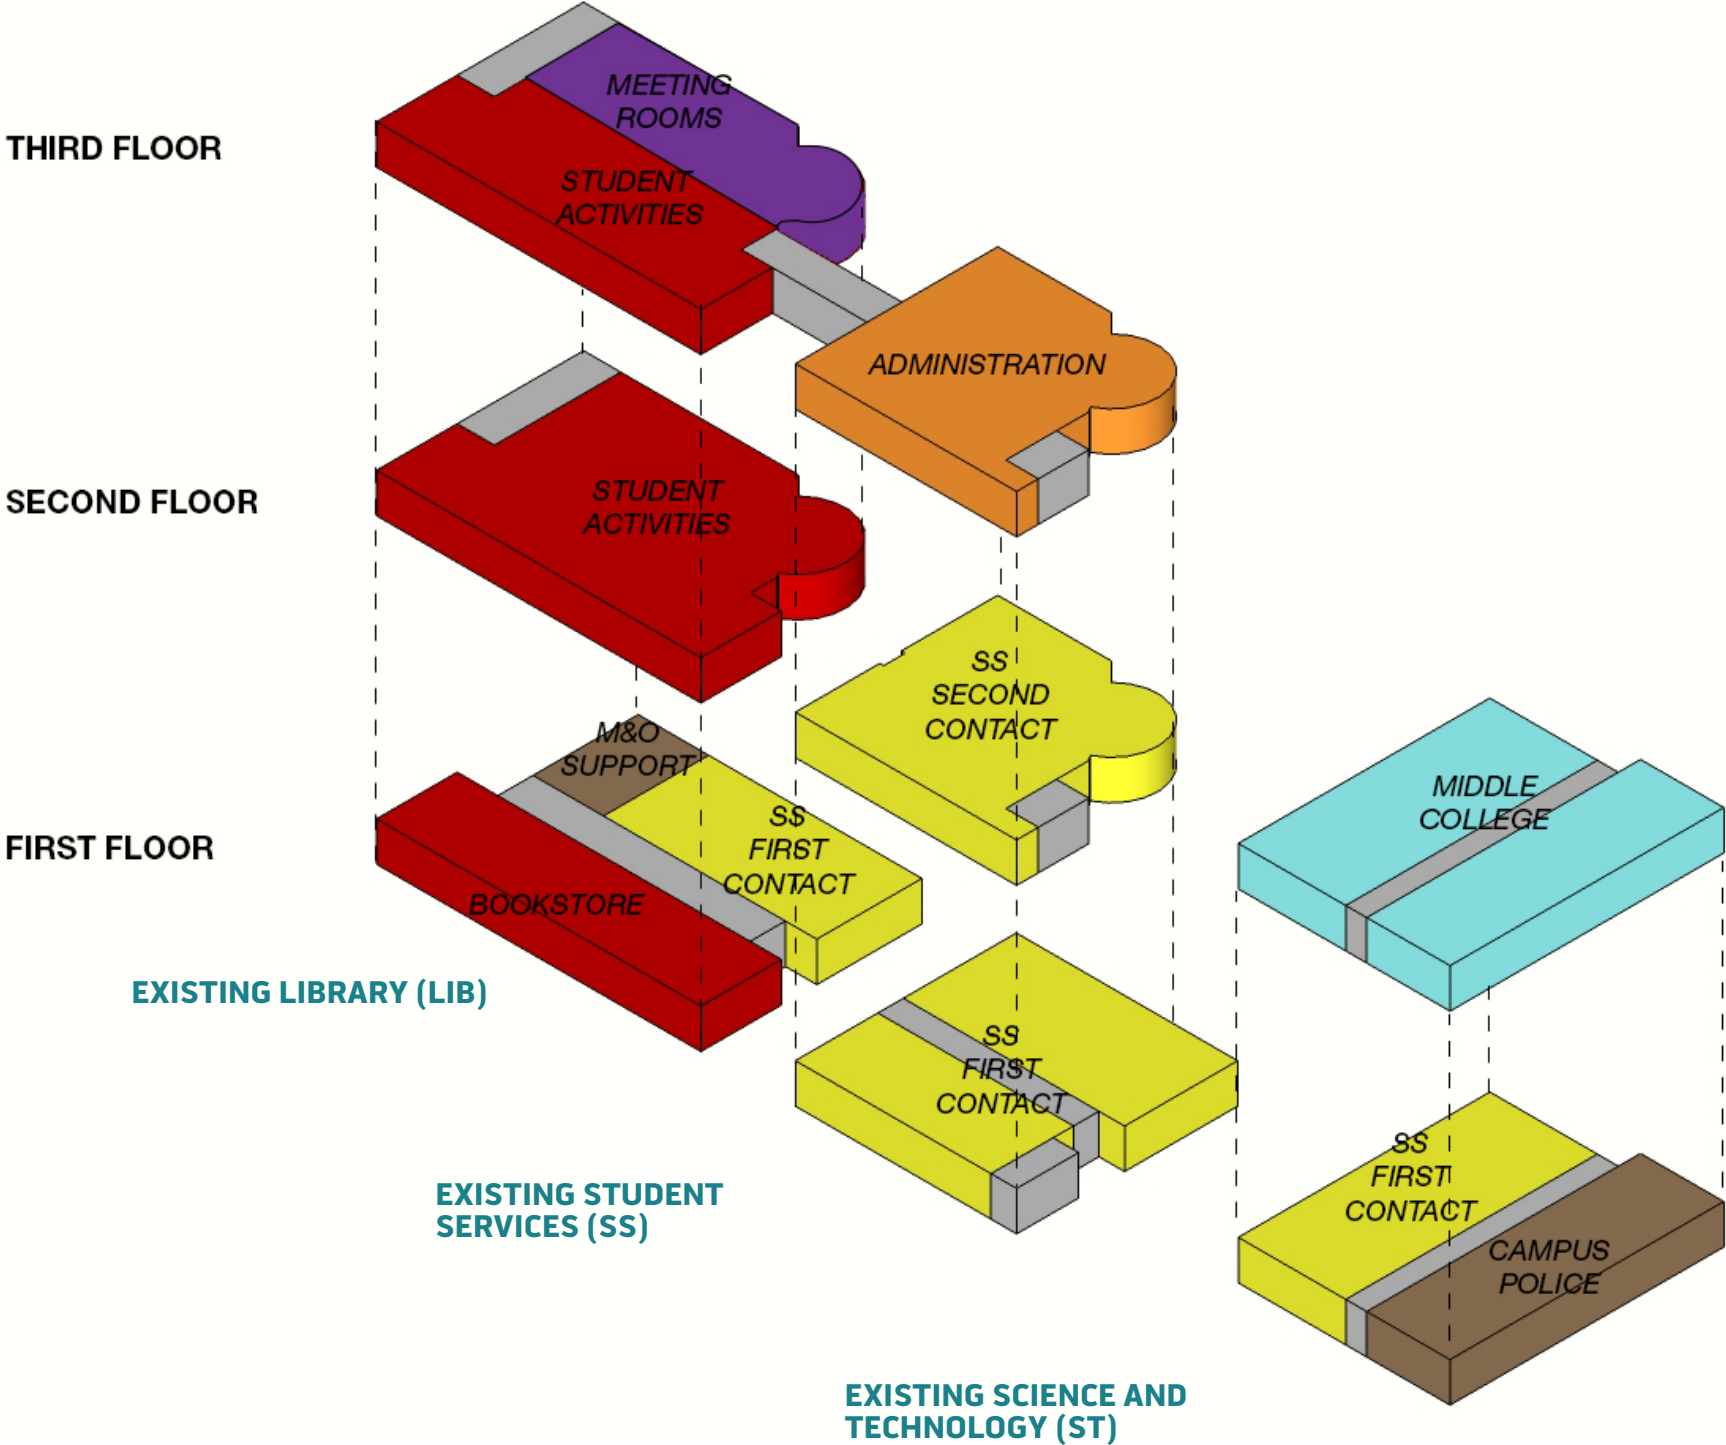 MEETING
ROOMS
THIRD FLOOR
STUDENT
ACTIVITIES
ADMINISTRATION
SECOND FLOOR
STUDENT
ACTIVITIES
SS
SECOND
CONTACT
M&O
SUPPORT
MIDDLE
COLLEGE
FIRST FLOOR
SS
FIRST
CONTACT
BOOKSTORE
EXISTING LIBRARY (LIB)
SS
FIRST
CONTACT
EXISTING STUDENT
SERVICES (SS)
SS
FIRST
CONTACT
CAMPUS
POLICE
EXISTING SCIENCE AND
TECHNOLOGY (ST)